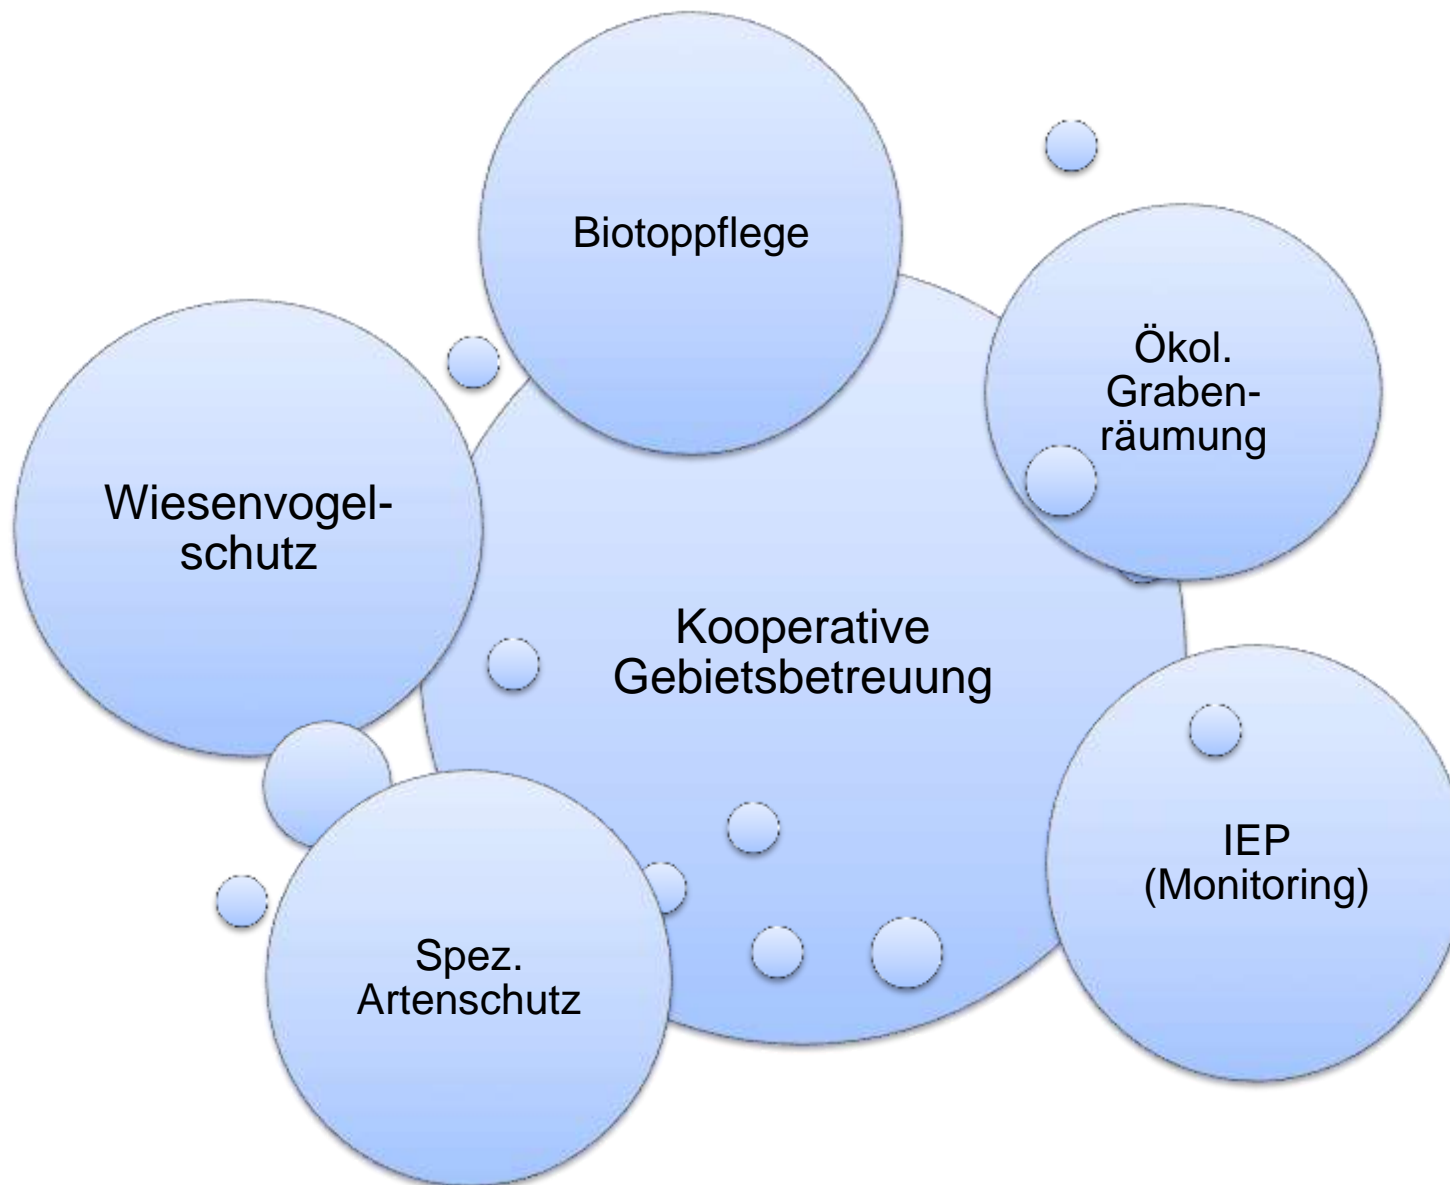 Biotoppflege
Ökol.
Graben-
räumung
Wiesenvogel-
schutz
Kooperative
Gebietsbetreuung
IEP
(Monitoring)
Spez.
Artenschutz